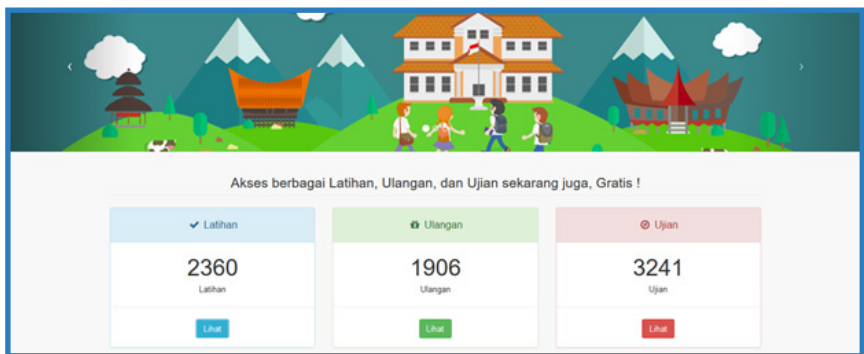 Akses berbagai Latihan, Ulangan, dan Ujian sekarang juga, Gratis !
Latihan
Ulangan
Ujian
2360
1906
3241
Latihan
Ulangan
Ujian
Lihat
Lihat
Lihat